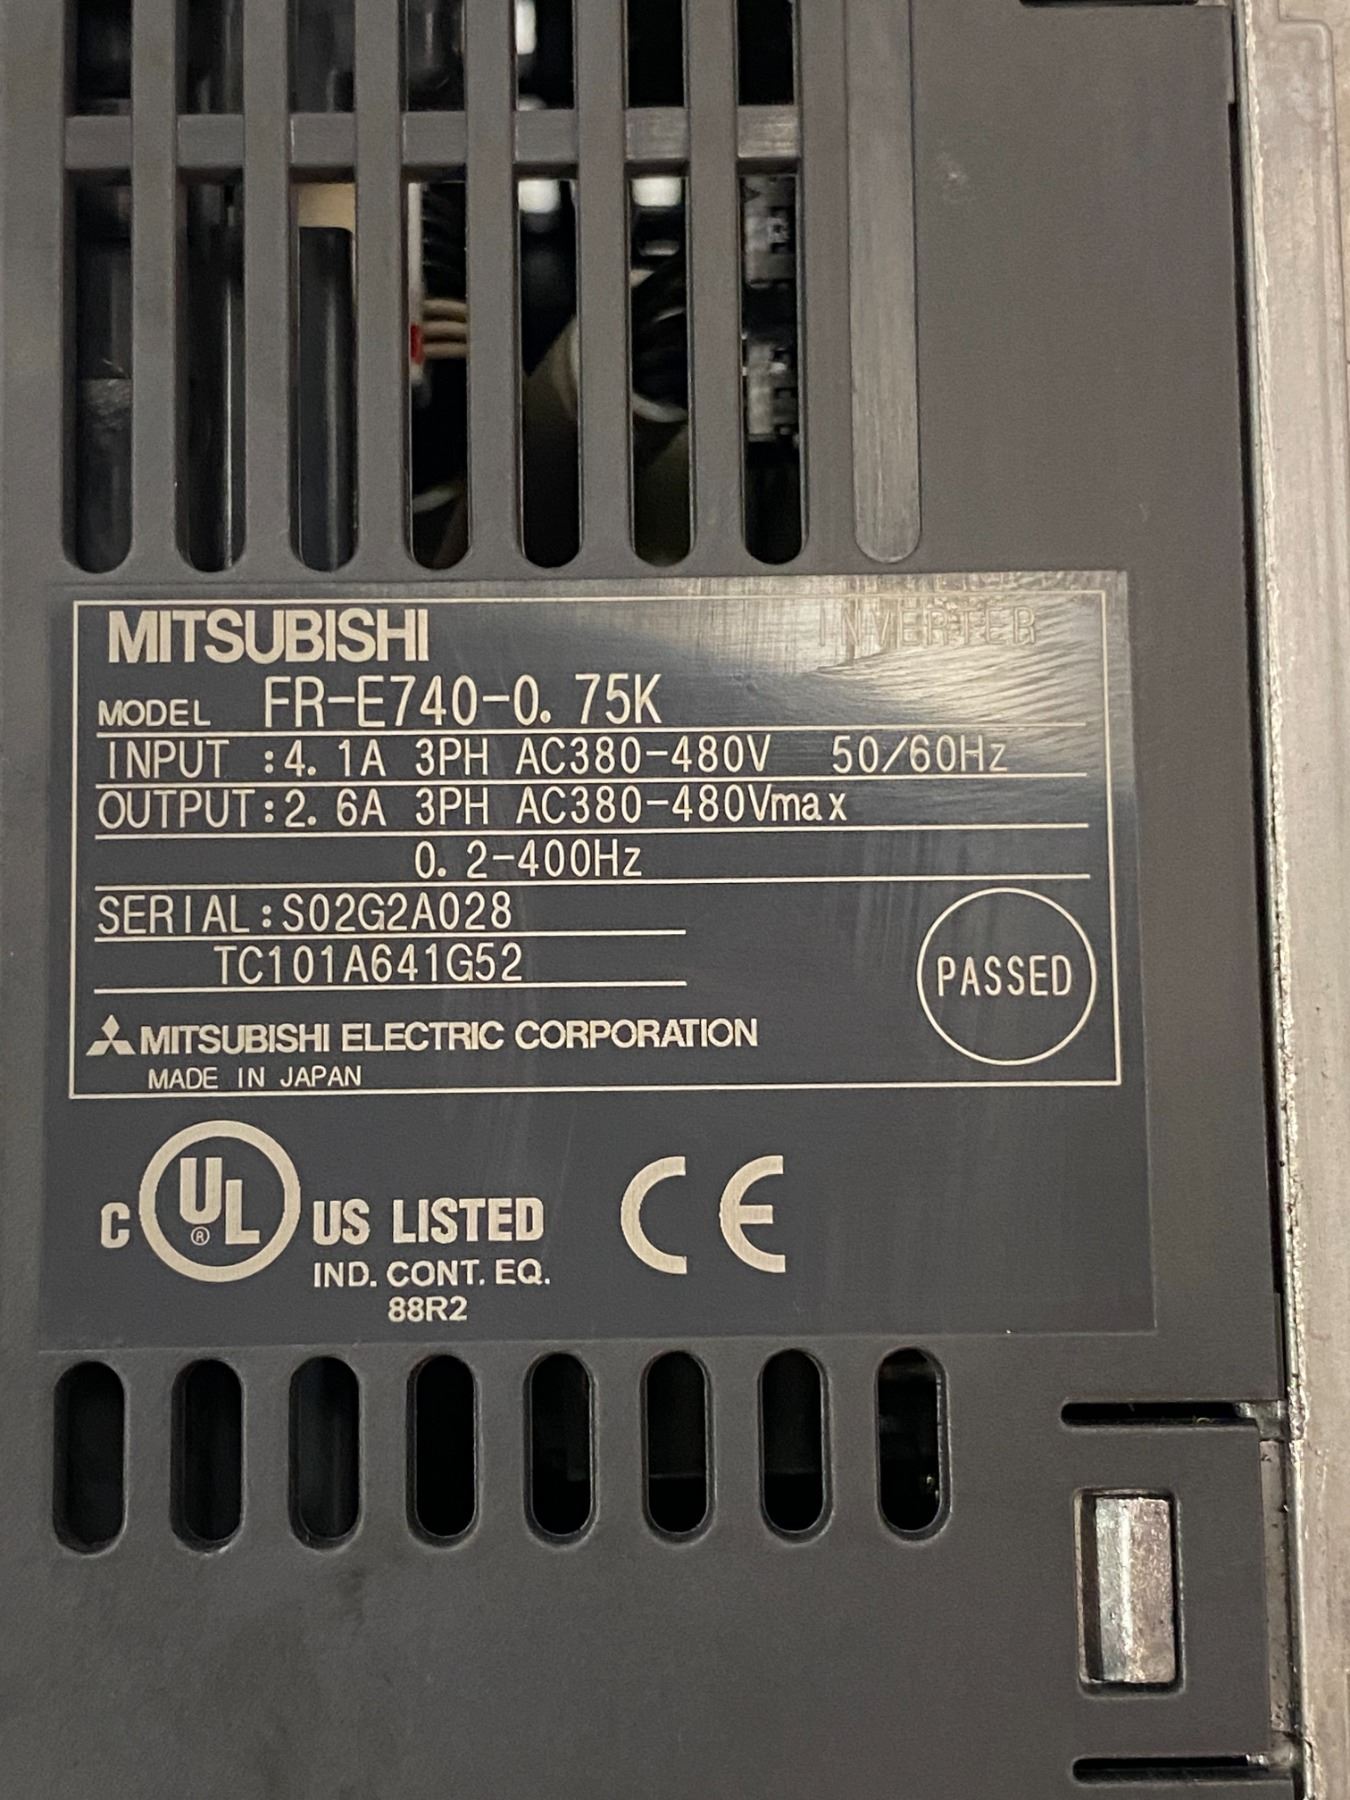 MITSUBISHI
INVERTER
MODEL FR-E740-0.75K
INPUT :4.1A 3PH AC380-480V 50/60Hz
OUTPUT:2.6A 3PH AC380-480Vmax
0.2-400Hz
SERIAL:S02G2A028
TC101A641G52
PASSED
MITSUBISHI ELECTRIC CORPORATION
MADE IN JAPAN
C UL® US LISTED
CE
IND. CONT. EQ.
88R2